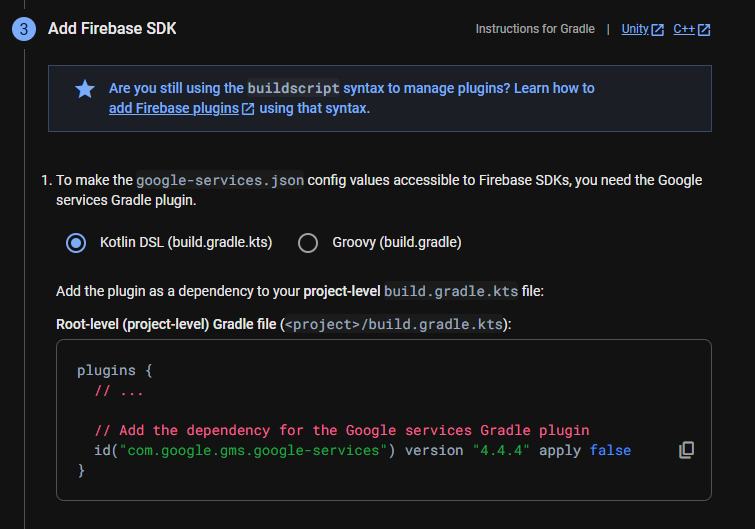 3 Add Firebase SDK Instructions for Gradle | Unity C++
Are you still using the buildscript syntax to manage plugins? Learn how to
add Firebase plugins using that syntax.
1. To make the google-services.json config values accessible to Firebase SDKs, you need the Google
services Gradle plugin.
Kotlin DSL (build.gradle.kts) Groovy (build.gradle)
Add the plugin as a dependency to your project-level build.gradle.kts file:
Root-level (project-level) Gradle file (<project>/build.gradle.kts):
plugins {
// ...
// Add the dependency for the Google services Gradle plugin
id("com.google.gms.google-services") version "4.4.4" apply false
}